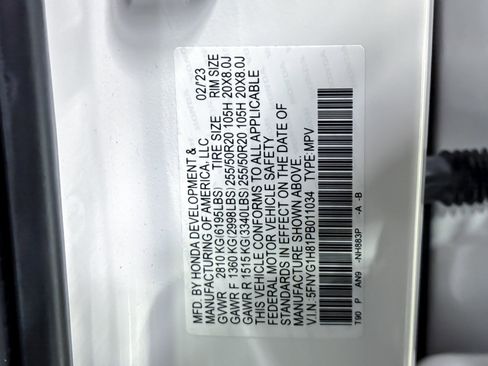 MFD. BY HONDA DEVELOPMENT & 02/'23
MANUFACTURING OF AMERICA, LLC
GVWR 2810 KG(6195LBS) TIRE SIZE RIM SIZE
GAWR F 1360 KG(2998LBS) 255/50R20 105H 20X8.0J
GAWR R 1515 KG(3340LBS) 255/50R20 105H 20X8.0J
THIS VEHICLE CONFORMS TO ALL APPLICABLE
FEDERAL MOTOR VEHICLE SAFETY
STANDARDS IN EFFECT ON THE DATE OF
MANUFACTURE SHOWN ABOVE.
V.I.N.: 5FNYG1H81PB011034 TYPE:MPV
T90 P AN9 -NH883P -A -B